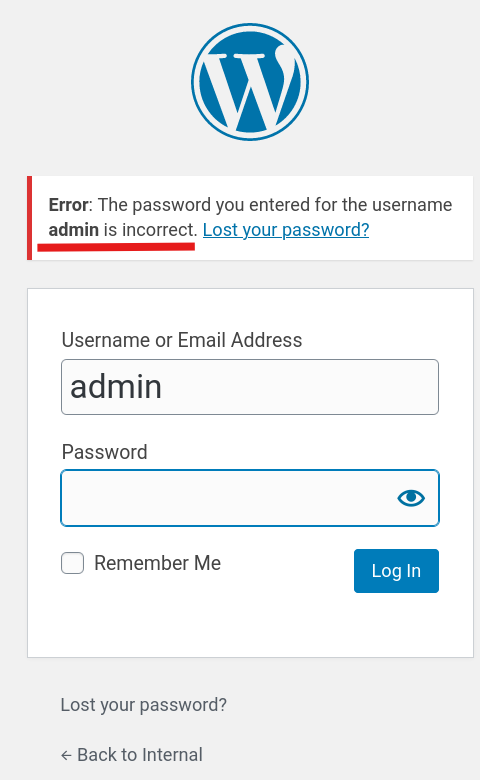 Error: The password you entered for the username
admin is incorrect. Lost your password?
Username or Email Address
admin
Password
Remember Me
Log In
Lost your password?
← Back to Internal